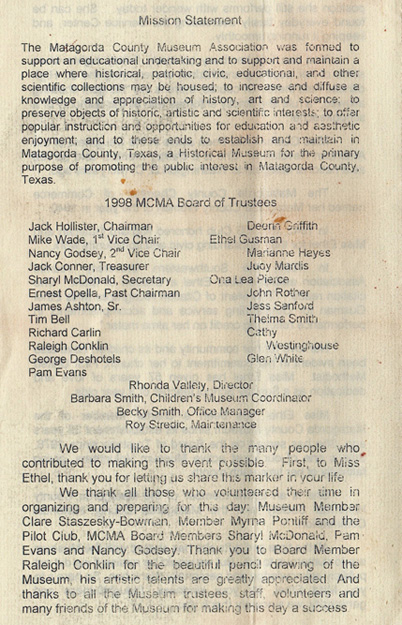 Mission Statement
The Matagorda County Museum Association was formed to
support an educational undertaking and to support and maintain a
place where historical, patriotic, civic, educational, and other
scientific collections may be housed; to increase and diffuse a
knowledge and appreciation of history, art and science; to
preserve objects of historic, artistic and scientific interests; to offer
popular instruction and opportunities for education and aesthetic
enjoyment; and to these ends to establish and maintain in
Matagorda County, Texas, a Historical Museum for the primary
purpose of promoting the public interest in Matagorda County,
Texas.
1998 MCMA Board of Trustees
Jack Hollister, Chairman Deorin Griffith
Mike Wade, 1st Vice Chair Ethel Gusman
Nancy Godsey, 2nd Vice Chair Marianne Hayes
Jack Conner, Treasurer Judy Mardis
Sharyl McDonald, Secretary Ona Lea Pierce
Ernest Opella, Past Chairman John Rother
James Ashton, Sr. Jess Sanford
Tim Bell Thelma Smith
Richard Carlin Cathy
Raleigh Conklin Westinghouse
George Deshotels Glen White
Pam Evans
Rhonda Vallety, Director
Barbara Smith, Children's Museum Coordinator
Becky Smith, Office Manager
Roy Stredic, Maintenance
We would like to thank the many people who
contributed to making this event possible. First, to Miss
Ethel, thank you for letting us share this marker in your life.
We thank all those who volunteered their time in
organizing and preparing for this day: Museum Member
Clare Staszesky-Bowman, Member Myrna Pontiff and the
Pilot Club, MCMA Board Members Sharyl McDonald, Pam
Evans and Nancy Godsey. Thank you to Board Member
Raleigh Conklin for the beautiful pencil drawing of the
Museum, his artistic talents are greatly appreciated. And
thanks to all the Museum trustees, staff, volunteers and
many friends of the Museum for making this day a success.